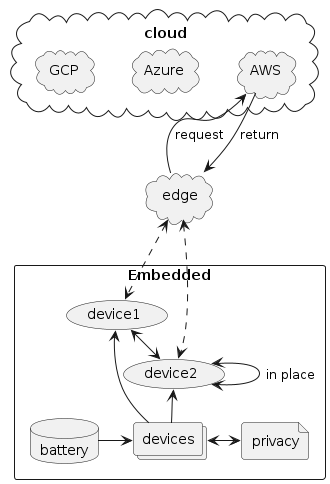 cloud
GCP
Azure
AWS
request
return
edge
Embedded
device1
device2
in place
battery
devices
privacy